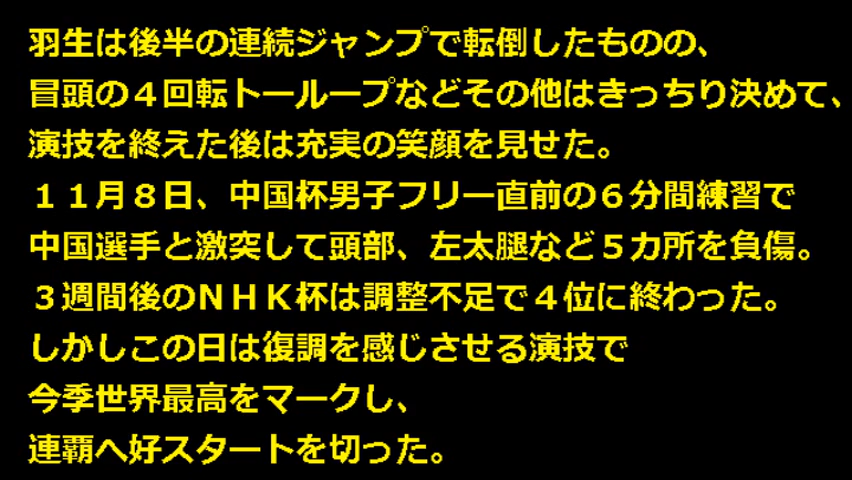 羽生は後半の連続ジャンプで転倒したものの、
冒頭の４回転トーループなどその他はきっちり決めて、
演技を終えた後は充実の笑顔を見せた。
１１月８日、中国杯男子フリー直前の６分間練習で
中国選手と激突して頭部、左太腿など５カ所を負傷。
３週間後のＮＨＫ杯は調整不足で４位に終わった。
しかしこの日は復調を感じさせる演技で
今季世界最高をマークし、
連覇へ好スタートを切った。